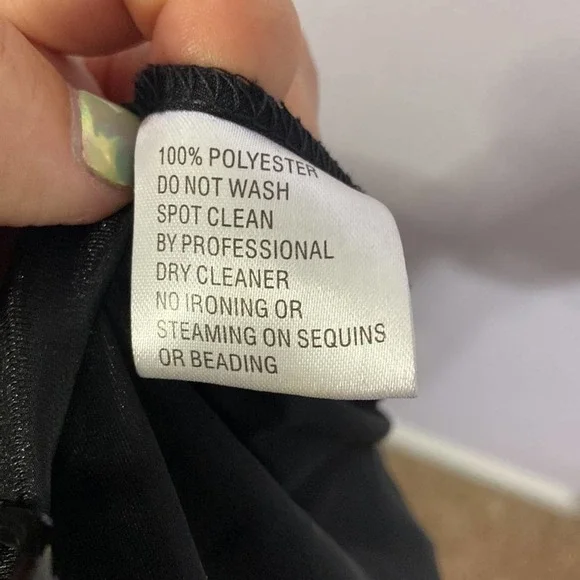 100% POLYESTER
DO NOT WASH
SPOT CLEAN
BY PROFESSIONAL
DRY CLEANER
NO IRONING OR
STEAMING ON SEQUINS
OR BEADING